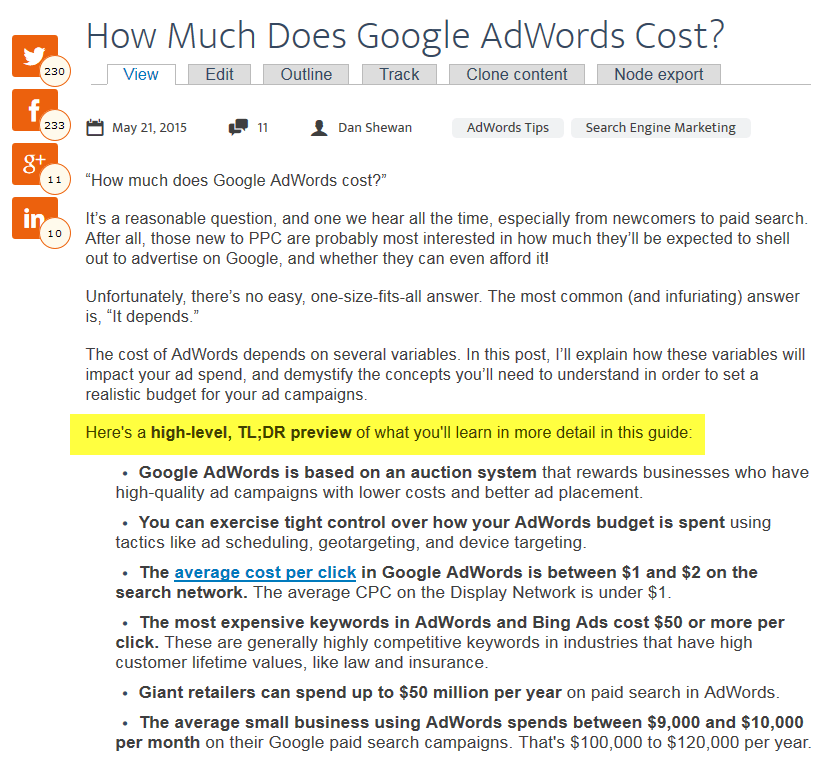 How Much Does Google AdWords Cost?
View Edit Outline Track Clone content Node export
230
233
g+
11
in
10
May 21, 2015 11 Dan Shewan AdWords Tips Search Engine Marketing
“How much does Google AdWords cost?”
It’s a reasonable question, and one we hear all the time, especially from newcomers to paid search.
After all, those new to PPC are probably most interested in how much they’ll be expected to shell
out to advertise on Google, and whether they can even afford it!
Unfortunately, there’s no easy, one-size-fits-all answer. The most common (and infuriating) answer
is, “It depends.”
The cost of AdWords depends on several variables. In this post, I’ll explain how these variables will
impact your ad spend, and demystify the concepts you’ll need to understand in order to set a
realistic budget for your ad campaigns.
Here's a high-level, TL;DR preview of what you'll learn in more detail in this guide:
• Google AdWords is based on an auction system that rewards businesses who have
high-quality ad campaigns with lower costs and better ad placement.
• You can exercise tight control over how your AdWords budget is spent using
tactics like ad scheduling, geotargeting, and device targeting.
• The average cost per click in Google AdWords is between $1 and $2 on the
search network. The average CPC on the Display Network is under $1.
• The most expensive keywords in AdWords and Bing Ads cost $50 or more per
click. These are generally highly competitive keywords in industries that have high
customer lifetime values, like law and insurance.
• Giant retailers can spend up to $50 million per year on paid search in AdWords.
• The average small business using AdWords spends between $9,000 and $10,000
per month on their Google paid search campaigns. That's $100,000 to $120,000 per year.